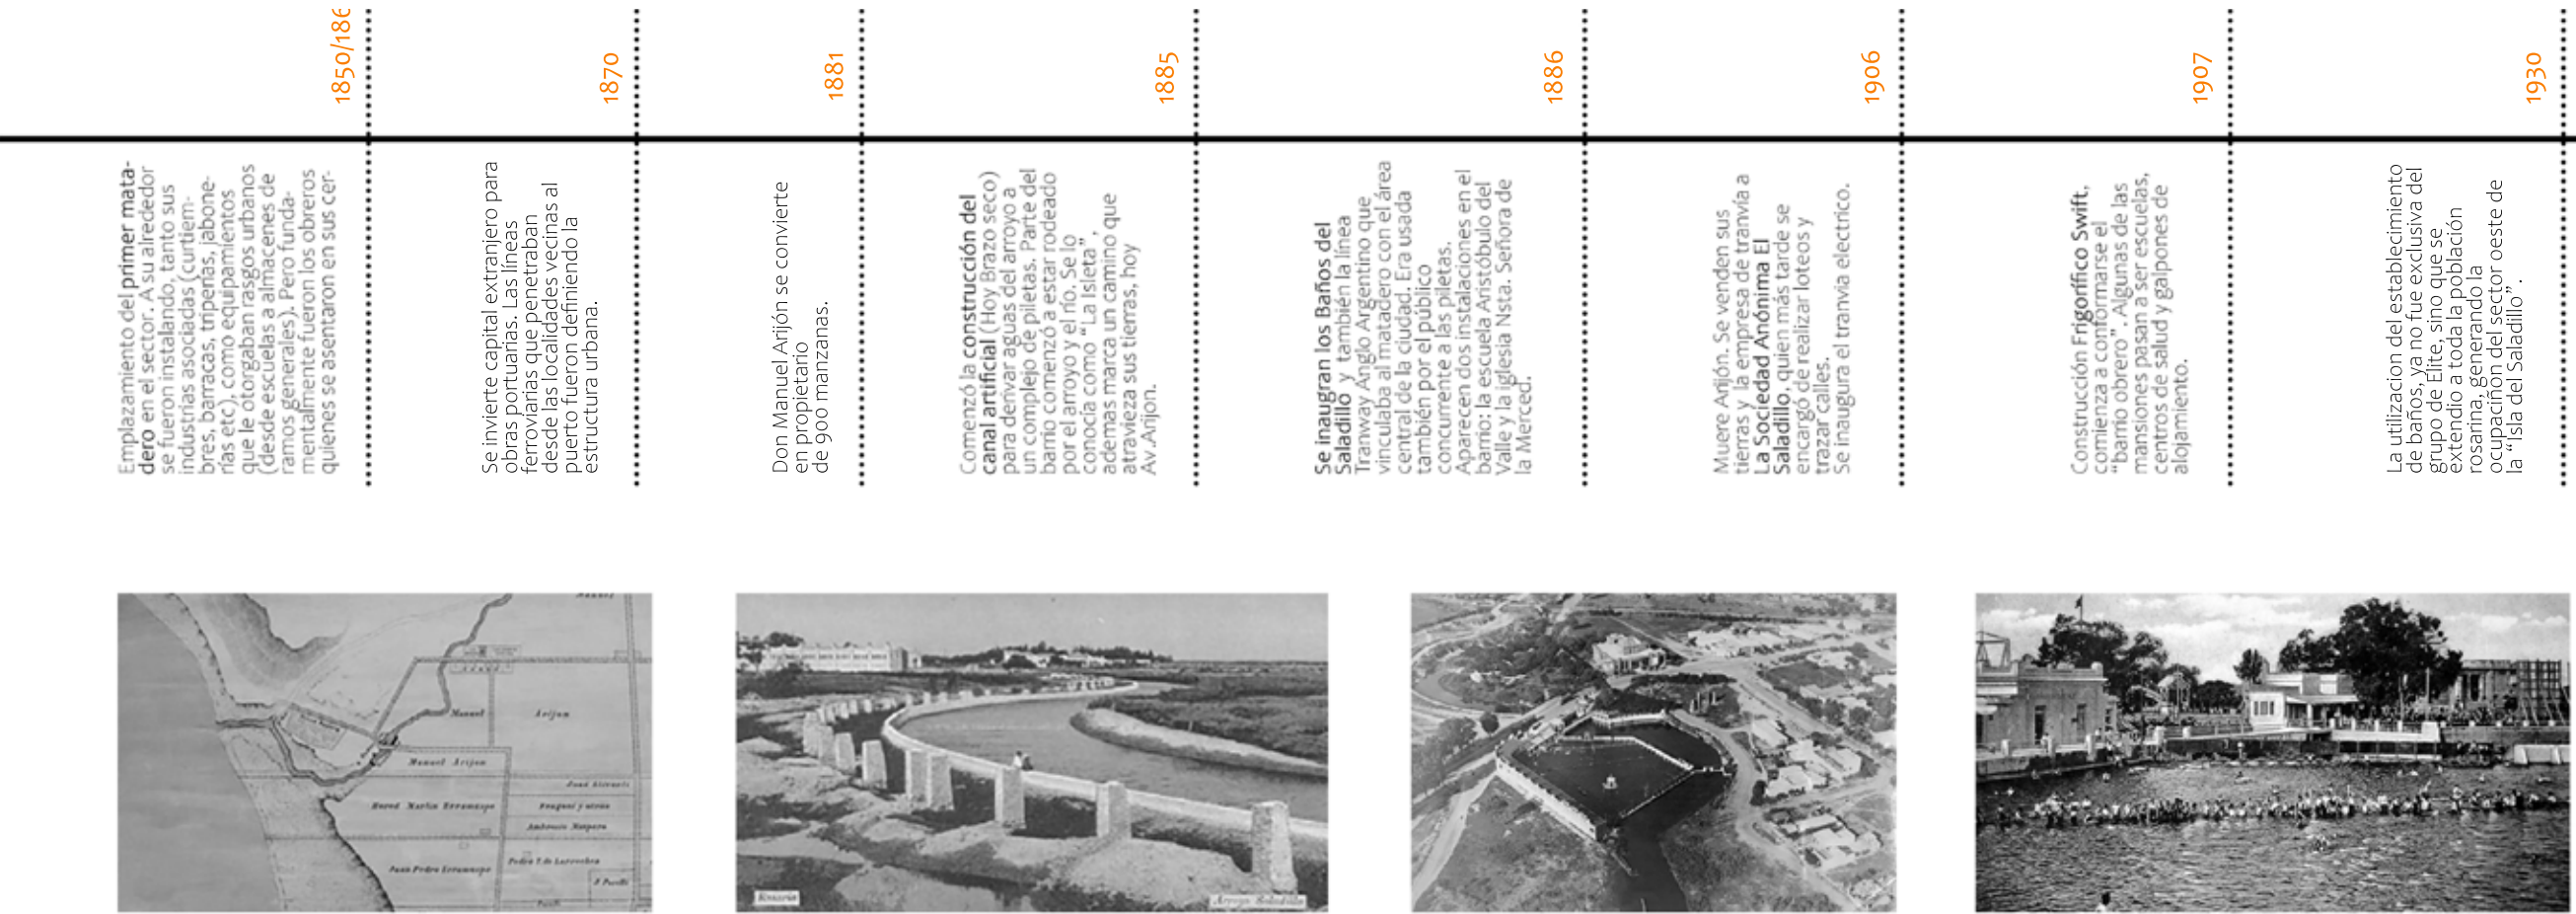 1850/186
Emplazamiento del primer mata-
dero en el sector. A su alrededor
se fueron instalando, tanto sus
industrias asociadas (curtiem-
bres, barracas, triperias, jabone-
rías etc), como equipamientos
que le otorgaban rasgos urbanos
(desde escuelas a almacenes de
ramos generales). Pero funda-
mentalmente fueron los obreros
quienes se asentaron en sus cer-
1870
Se invierte capital extranjero para
obras portuarias. Las líneas
ferroviarias que penetraban
desde las localidades vecinas al
puerto fueron definiendo la
estructura urbana.
1881
Don Manuel Arijón se convierte
en propietario
de 900 manzanas.
1885
Comenzó la construcción del
canal artificial (Hoy Brazo seco)
para derivar aguas del arroyo a
un complejo de piletas. Parte del
barrio comenzó a estar rodeado
por el arroyo y el río. Se lo
conocía como "La Isleta",
además marca un camino que
atravieza sus tierras, hoy
Av.Arijon.
1886
Se inaugran los Baños del
Saladillo y también la línea
Tranway Anglo Argentino que
vinculaba al matadero con el área
central de la ciudad. Era usada
también por el público
concurrente a las piletas.
Aparecen dos instalaciones en el
barrio: la escuela Aristóbulo del
Valle y la iglesia Nsta. Señora de
la Merced.
1906
Muere Arijón. Se venden sus
tierras y la empresa de tranvía a
La Sociedad Anónima El
Saladillo, quien más tarde se
encargó de realizar loteos y
trazar calles.
Se inaugura el tranvia electrico.
1907
Construcción Frigorífico Swift,
comienza a conformarse el
"barrio obrero". Algunas de las
mansiones pasan a ser escuelas,
centros de salud y galpones de
alojamiento.
1930
La utilizacion del establecimiento
de baños, ya no fue exclusiva del
grupo de Elite, sino que se
extendio a toda la población
rosarina, generando la
ocupaciñon del sector oeste de
la "Isla del Saladillo".
Manuel Arijon
Manuel Arijon
Juan Pedro Erramuspe
Rosario
Arroyo Saladillo